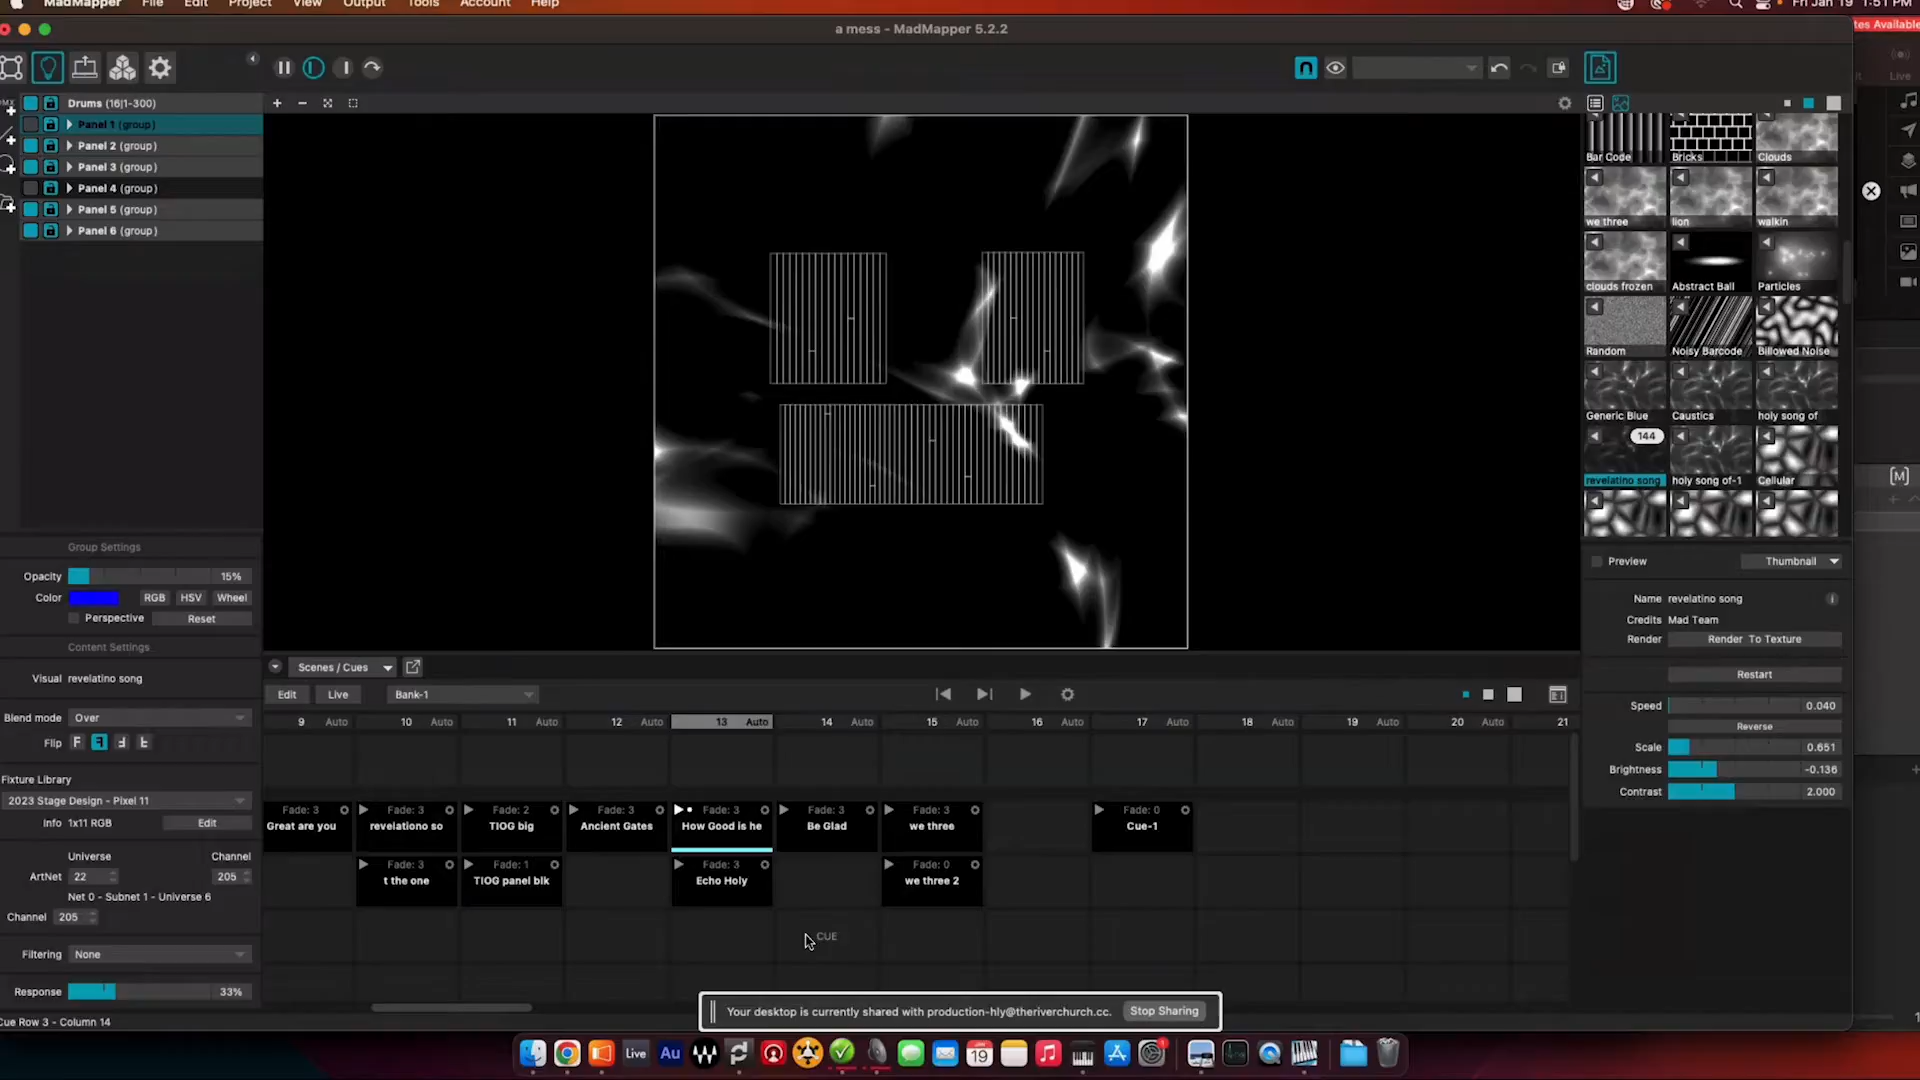 MadMapper File Edit Project View Output Tools Account Help
Fri Jan 19 1:51 PM
a mess - MadMapper 5.2.2
tes Available
Live
Drums (16|1-300)
Panel 1 (group)
Panel 2 (group)
Panel 3 (group)
Panel 4 (group)
Panel 5 (group)
Panel 6 (group)
Bar Code Bricks Clouds
we three lion walkin
clouds frozen Abstract Ball Particles
Random Noisy Barcode Billowed Noise
Generic Blue Caustics holy song of
144
revelatino song holy song of-1 Cellular
[M]
Group Settings
Opacity 15%
Color RGB HSV Wheel
Perspective Reset
Content Settings
Visual revelatino song
Blend mode Over
Flip
Fixture Library
2023 Stage Design - Pixel 11
Info 1x11 RGB Edit
Universe Channel
ArtNet 22 205
Net 0 - Subnet 1 - Universe 6
Channel 205
Filtering None
Response 33%
Cue Row 3 - Column 14
Scenes / Cues
Edit Live Bank-1
9 Auto 10 Auto 11 Auto 12 Auto 13 Auto 14 Auto 15 Auto 16 Auto 17 Auto 18 Auto 19 Auto 20 Auto 21
Fade: 3 Fade: 3 Fade: 2 Fade: 3 Fade: 3 Fade: 3 Fade: 3 Fade: 0
Great are you revelationo so TIOG big Ancient Gates How Good is he Be Glad we three Cue-1
Fade: 3 Fade: 1 Fade: 3 Fade: 0
t the one TIOG panel blk Echo Holy we three 2
CUE
Preview Thumbnail
Name revelatino song
Credits Mad Team
Render Render To Texture
Restart
Speed 0.040
Reverse
Scale 0.651
Brightness -0.136
Contrast 2.000
Your desktop is currently shared with production-hly@theriverchurch.cc. Stop Sharing
Live Au 19